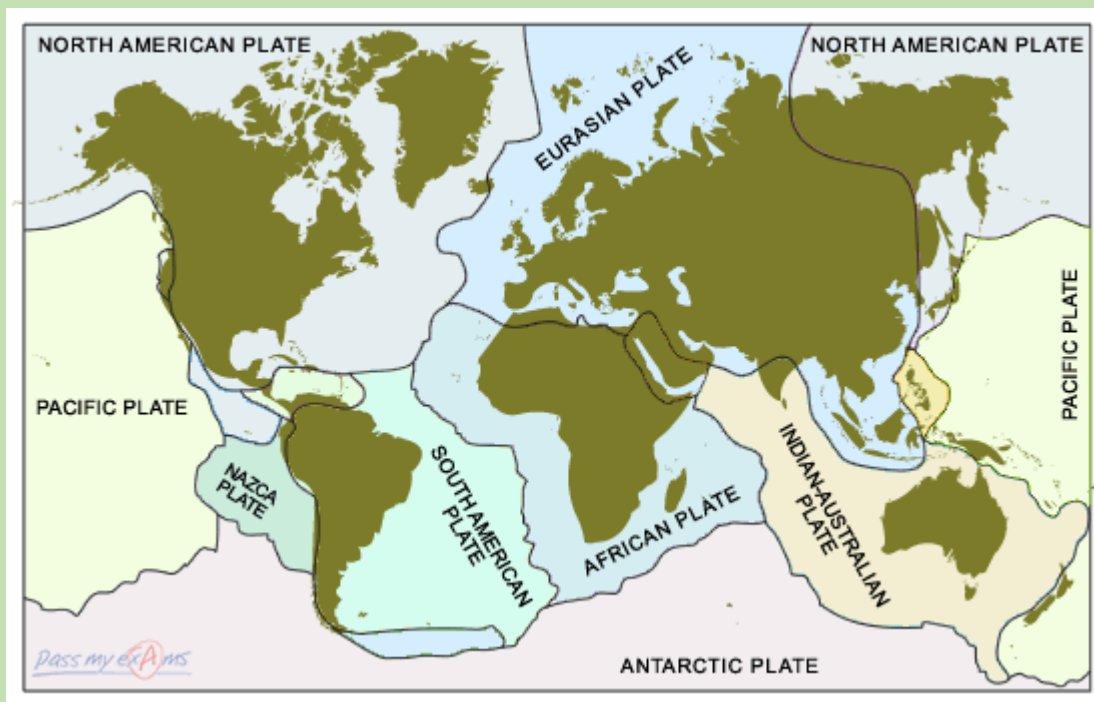 NORTH AMERICAN PLATE
NORTH AMERICAN PLATE
EURASIAN PLATE
PACIFIC PLATE
PACIFIC PLATE
NAZCA
PLATE
SOUTH AMERICAN
PLATE
AFRICAN PLATE
INDIAN-AUSTRALIAN
PLATE
ANTARCTIC PLATE
Pass my exAms